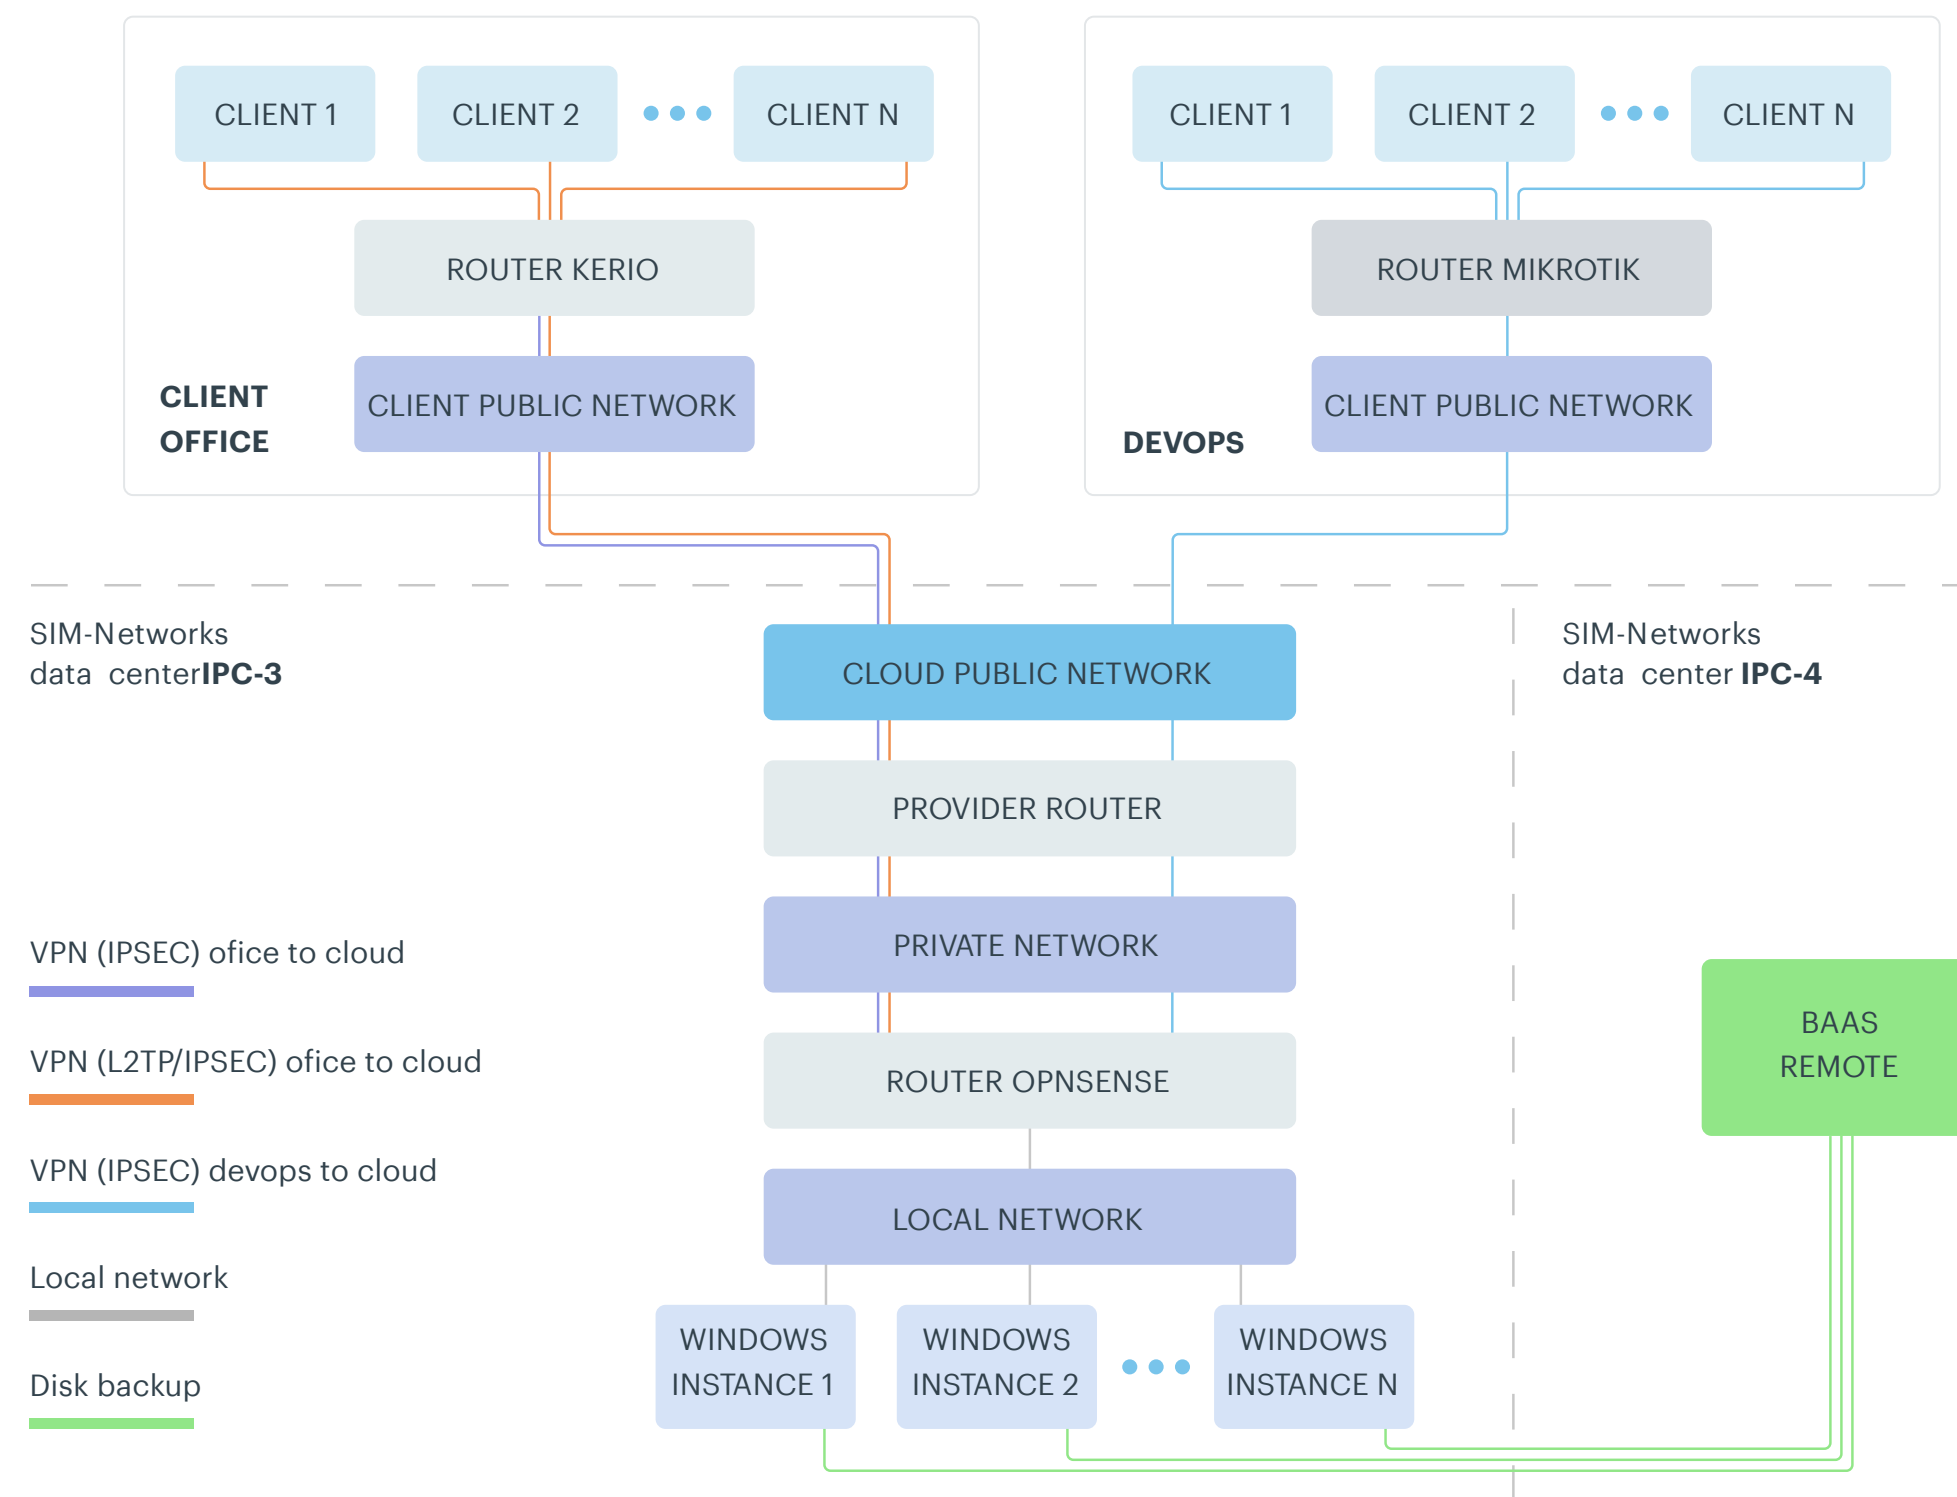 CLIENT 1
CLIENT 2
CLIENT N
ROUTER KERIO
CLIENT PUBLIC NETWORK
CLIENT
OFFICE
CLIENT 1
CLIENT 2
CLIENT N
ROUTER MIKROTIK
CLIENT PUBLIC NETWORK
DEVOPS
SIM-Networks
data center IPC-3
CLOUD PUBLIC NETWORK
SIM-Networks
data center IPC-4
PROVIDER ROUTER
PRIVATE NETWORK
ROUTER OPNSENSE
LOCAL NETWORK
WINDOWS
INSTANCE 1
WINDOWS
INSTANCE 2
WINDOWS
INSTANCE N
BAAS
REMOTE
VPN (IPSEC) ofice to cloud
VPN (L2TP/IPSEC) ofice to cloud
VPN (IPSEC) devops to cloud
Local network
Disk backup